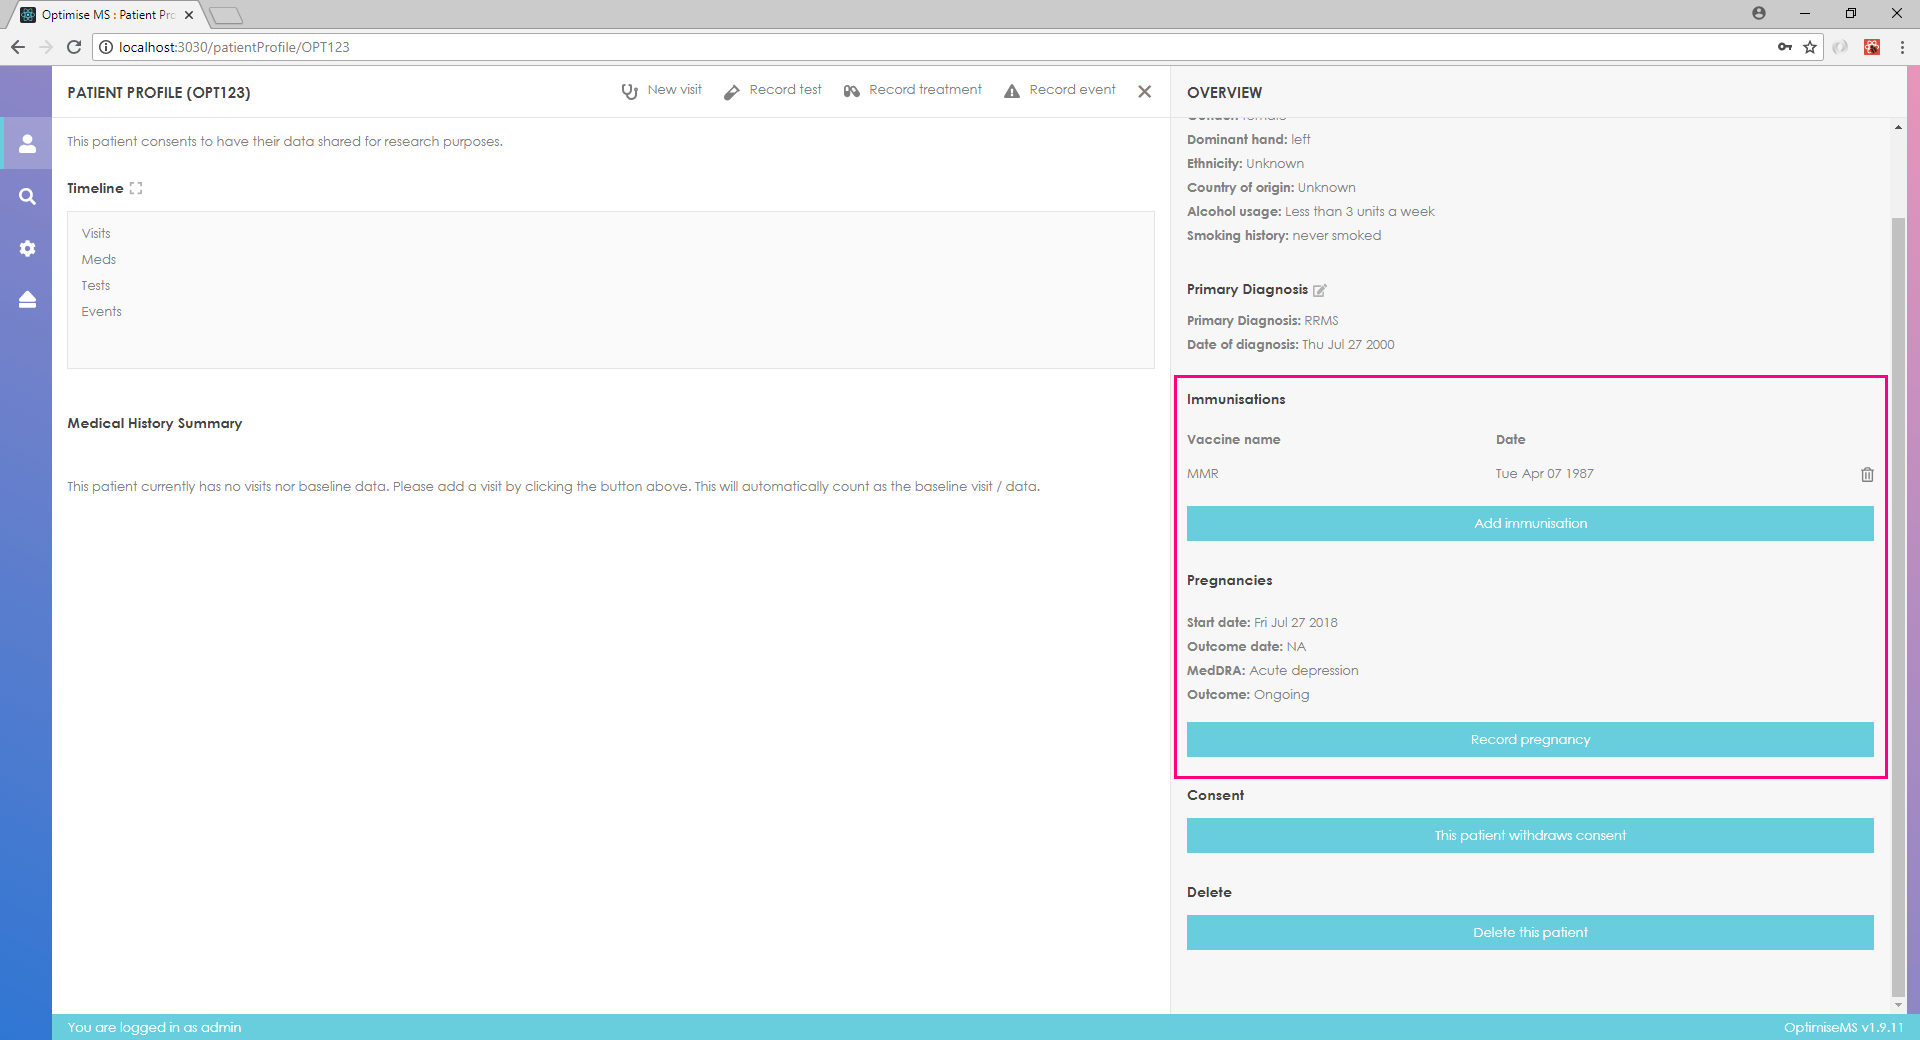 Optimise MS : Patient Pro
localhost:3030/patientProfile/OPT123
PATIENT PROFILE (OPT123)
New visit
Record test
Record treatment
Record event
OVERVIEW
This patient consents to have their data shared for research purposes.
Timeline
Visits
Meds
Tests
Events
Medical History Summary
This patient currently has no visits nor baseline data. Please add a visit by clicking the button above. This will automatically count as the baseline visit / data.
Gender: female
Dominant hand: left
Ethnicity: Unknown
Country of origin: Unknown
Alcohol usage: Less than 3 units a week
Smoking history: never smoked
Primary Diagnosis
Primary Diagnosis: RRMS
Date of diagnosis: Thu Jul 27 2000
Immunisations
Vaccine name Date
MMR Tue Apr 07 1987
Add immunisation
Pregnancies
Start date: Fri Jul 27 2018
Outcome date: NA
MedDRA: Acute depression
Outcome: Ongoing
Record pregnancy
Consent
This patient withdraws consent
Delete
Delete this patient
You are logged in as admin
OptimiseMS v1.9.11